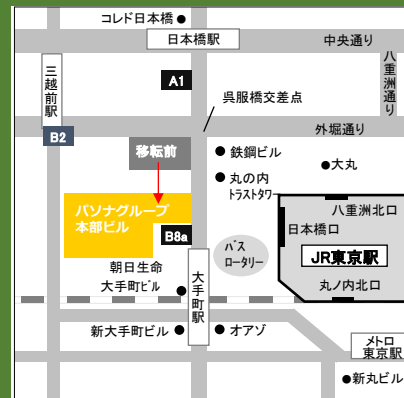 コレド日本橋
日本橋駅
中央通り
三越前駅
八重洲通り
A1
呉服橋交差点
外堀通り
B2
移転前
鉄鋼ビル
大丸
丸の内
トラストタワー
八重洲北口
パソナグループ
本部ビル
日本橋口
B8a
バス
ロータリー
JR東京駅
朝日生命
大手町ビル
大手町駅
丸ノ内北口
新大手町ビル
オアゾ
メトロ
東京駅
新丸ビル